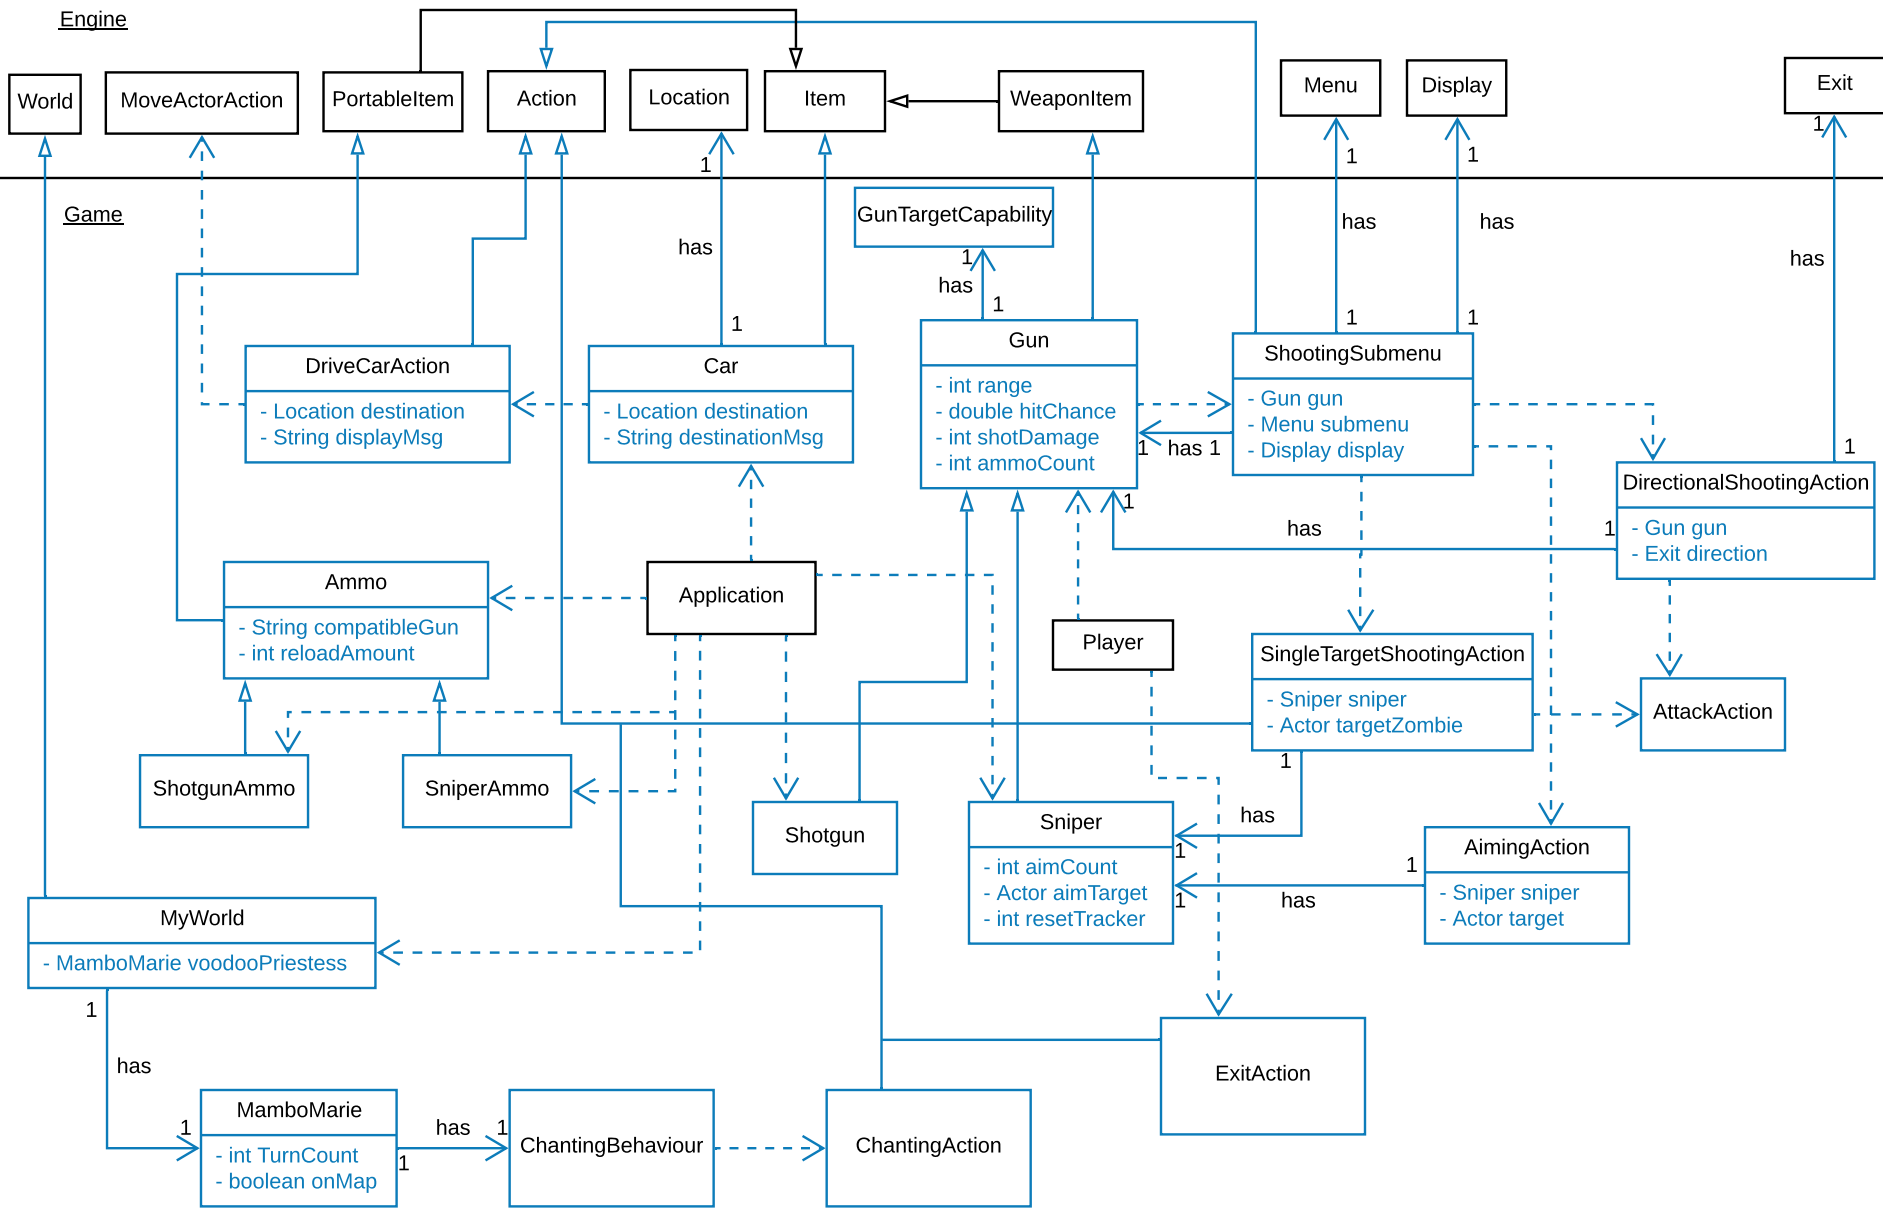 Engine
World
MoveActorAction
PortableItem
Action
Location
Item
WeaponItem
Menu
Display
Exit
1
1
1
1
Game
GunTargetCapability
has
has
has
1
has
has
1
1
1
1
Gun
- int range
- double hitChance
- int shotDamage
- int ammoCount
ShootingSubmenu
- Gun gun
- Menu submenu
- Display display
DriveCarAction
- Location destination
- String displayMsg
Car
- Location destination
- String destinationMsg
1 has 1
1
DirectionalShootingAction
- Gun gun
- Exit direction
1
has
1
Ammo
- String compatibleGun
- int reloadAmount
Application
Player
SingleTargetShootingAction
- Sniper sniper
- Actor targetZombie
AttackAction
1
ShotgunAmmo
SniperAmmo
Shotgun
Sniper
- int aimCount
- Actor aimTarget
- int resetTracker
has
1
1
has
1
AimingAction
- Sniper sniper
- Actor target
MyWorld
- MamboMarie voodooPriestess
1
has
1
MamboMarie
- int TurnCount
- boolean onMap
has
1
1
ChantingBehaviour
ChantingAction
ExitAction